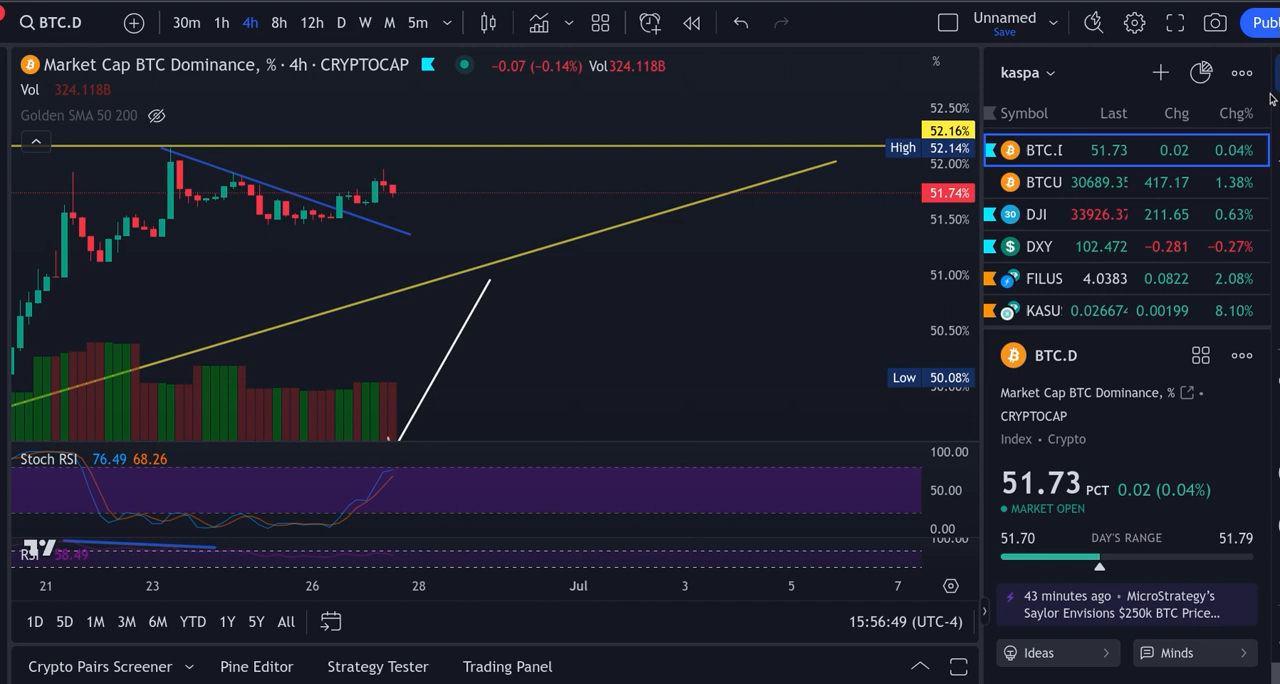 BTC.D 30m 1h 4h 8h 12h D W M 5m Unnamed Save Publ
Market Cap BTC Dominance, % · 4h · CRYPTOCAP −0.07 (−0.14%) Vol324.118B
Vol 324.118B
Golden SMA 50 200
%
52.50%
52.16%
High 52.14%
52.00%
51.74%
51.50%
51.00%
50.50%
Low 50.08%
Stoch RSI 76.49 68.26
100.00
50.00
0.00
RSI 58.49
100.00
21 23 26 28 Jul 3 5 7
1D 5D 1M 3M 6M YTD 1Y 5Y All 15:56:49 (UTC-4)
Crypto Pairs Screener Pine Editor Strategy Tester Trading Panel
kaspa
Symbol Last Chg Chg%
BTC.D 51.73 0.02 0.04%
BTCU 30689.35 417.17 1.38%
DJI 33926.37 211.65 0.63%
DXY 102.472 −0.281 −0.27%
FILUS 4.0383 0.0822 2.08%
KASU 0.026674 0.00199 8.10%
BTC.D
Market Cap BTC Dominance, % •
CRYPTOCAP
Index • Crypto
51.73 PCT 0.02 (0.04%)
MARKET OPEN
51.70 DAY'S RANGE 51.79
43 minutes ago • MicroStrategy's
Saylor Envisions $250k BTC Price...
Ideas Minds